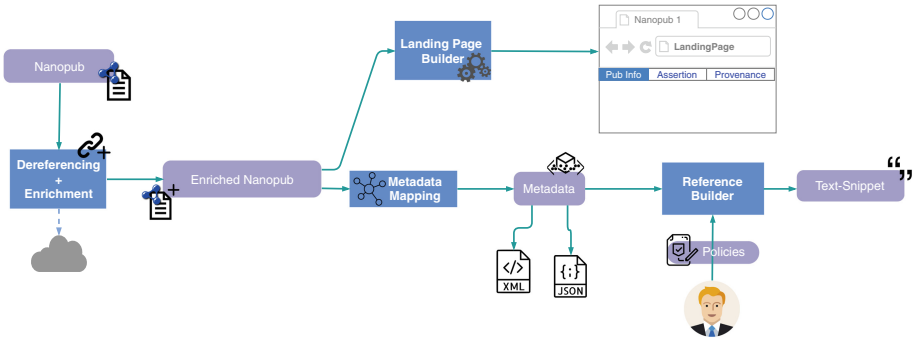 Nanopub
Dereferencing
+
Enrichment
Enriched Nanopub
Landing Page
Builder
Nanopub 1
LandingPage
Pub Info
Assertion
Provenance
Metadata
Mapping
Metadata
</>
XML
{;}
JSON
Reference
Builder
Policies
Text-Snippet